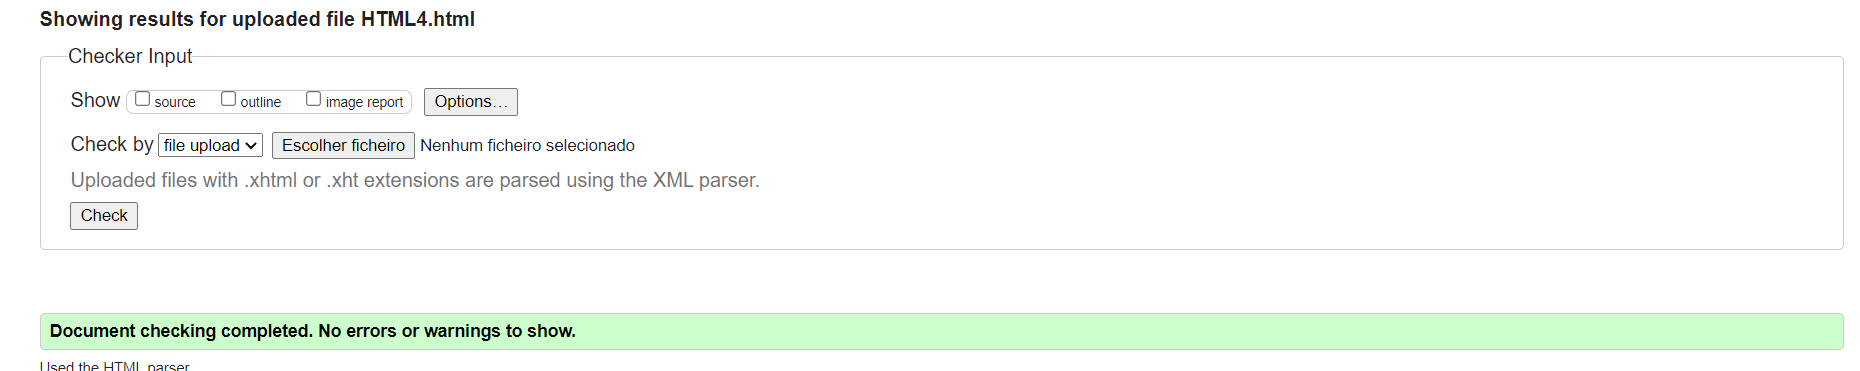 Showing results for uploaded file HTML4.html
Checker Input
Show source outline image report Options...
Check by file upload Escolher ficheiro Nenhum ficheiro selecionado
Uploaded files with .xhtml or .xht extensions are parsed using the XML parser.
Check
Document checking completed. No errors or warnings to show.
Used the HTML parser.